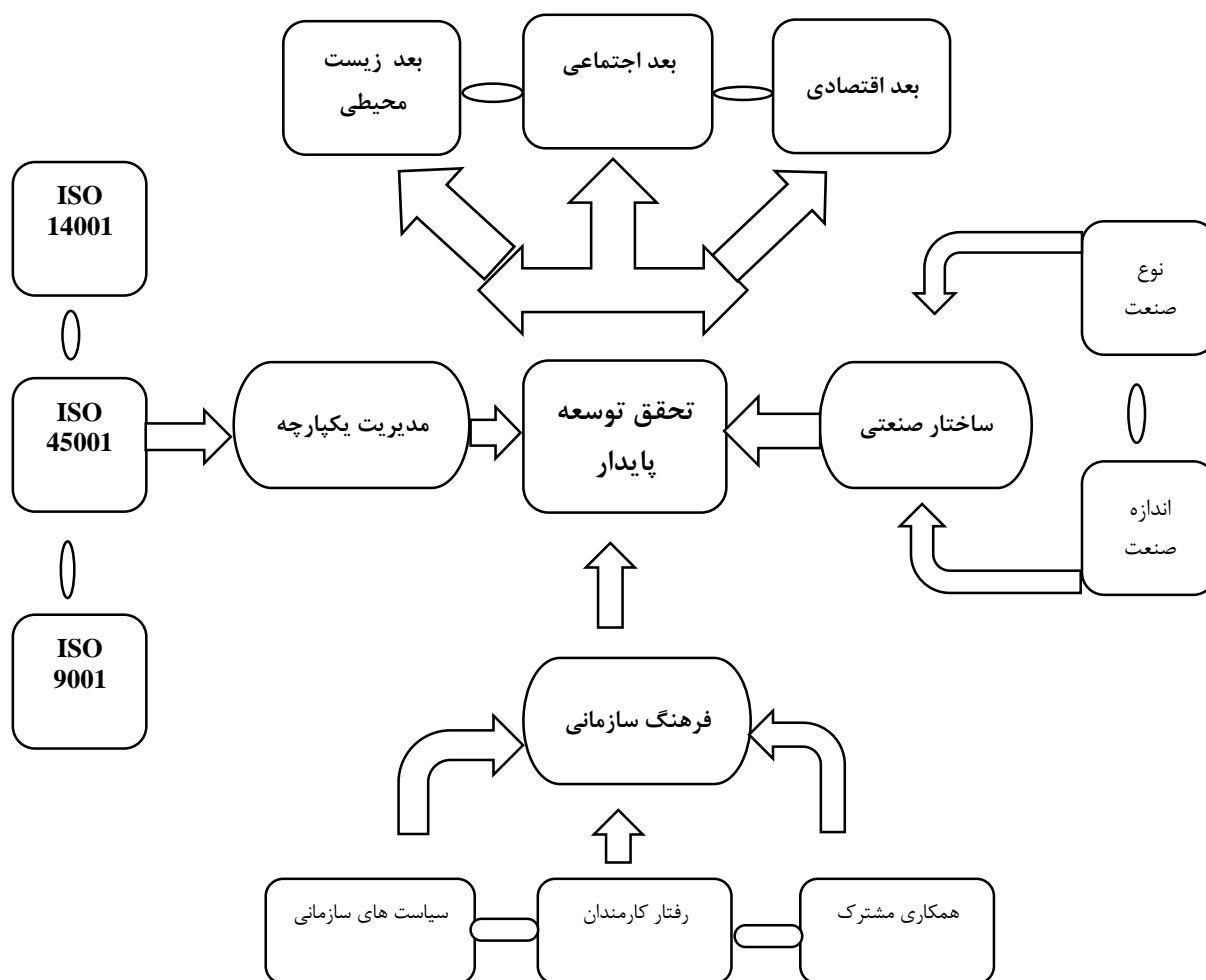 بعد زیست
محیطی
بعد اجتماعی
بعد اقتصادی
ISO
14001
نوع
صنعت
ISO
45001
مدیریت یکپارچه
تحقق توسعه
پایدار
ساختار صنعتی
اندازه
صنعت
ISO
9001
فرهنگ سازمانی
سیاست های سازمانی
رفتار کارمندان
همکاری مشترک